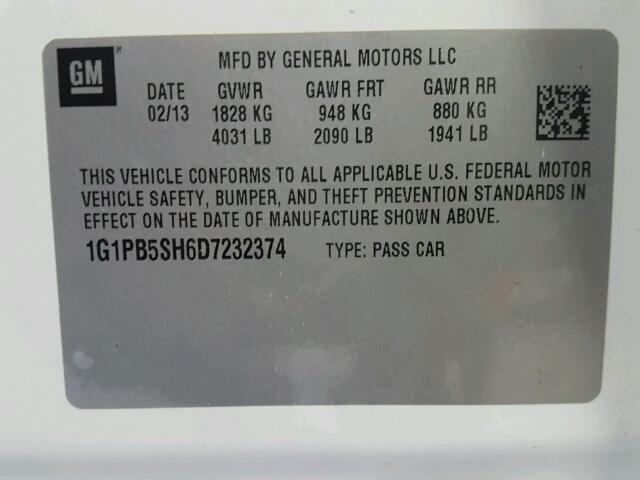 GM
®
MFD BY GENERAL MOTORS LLC
DATE GVWR GAWR FRT GAWR RR
02/13 1828 KG 948 KG 880 KG
4031 LB 2090 LB 1941 LB
THIS VEHICLE CONFORMS TO ALL APPLICABLE U.S. FEDERAL MOTOR
VEHICLE SAFETY, BUMPER, AND THEFT PREVENTION STANDARDS IN
EFFECT ON THE DATE OF MANUFACTURE SHOWN ABOVE.
1G1PB5SH6D7232374 TYPE: PASS CAR